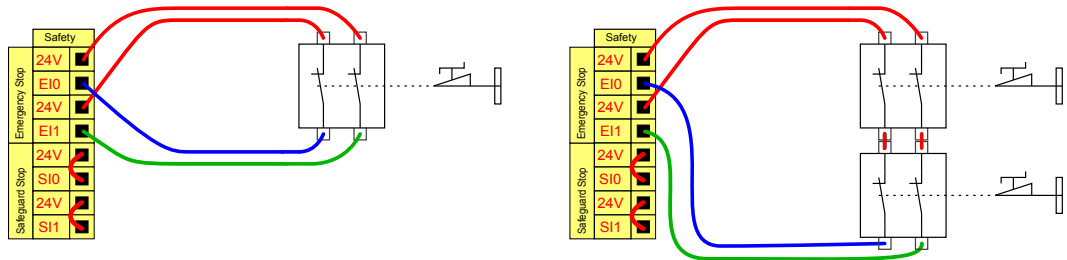 Safety
Emergency Stop
24V
EI0
24V
EI1
Safeguard Stop
24V
SI0
24V
SI1
Safety
Emergency Stop
24V
EI0
24V
EI1
Safeguard Stop
24V
SI0
24V
SI1